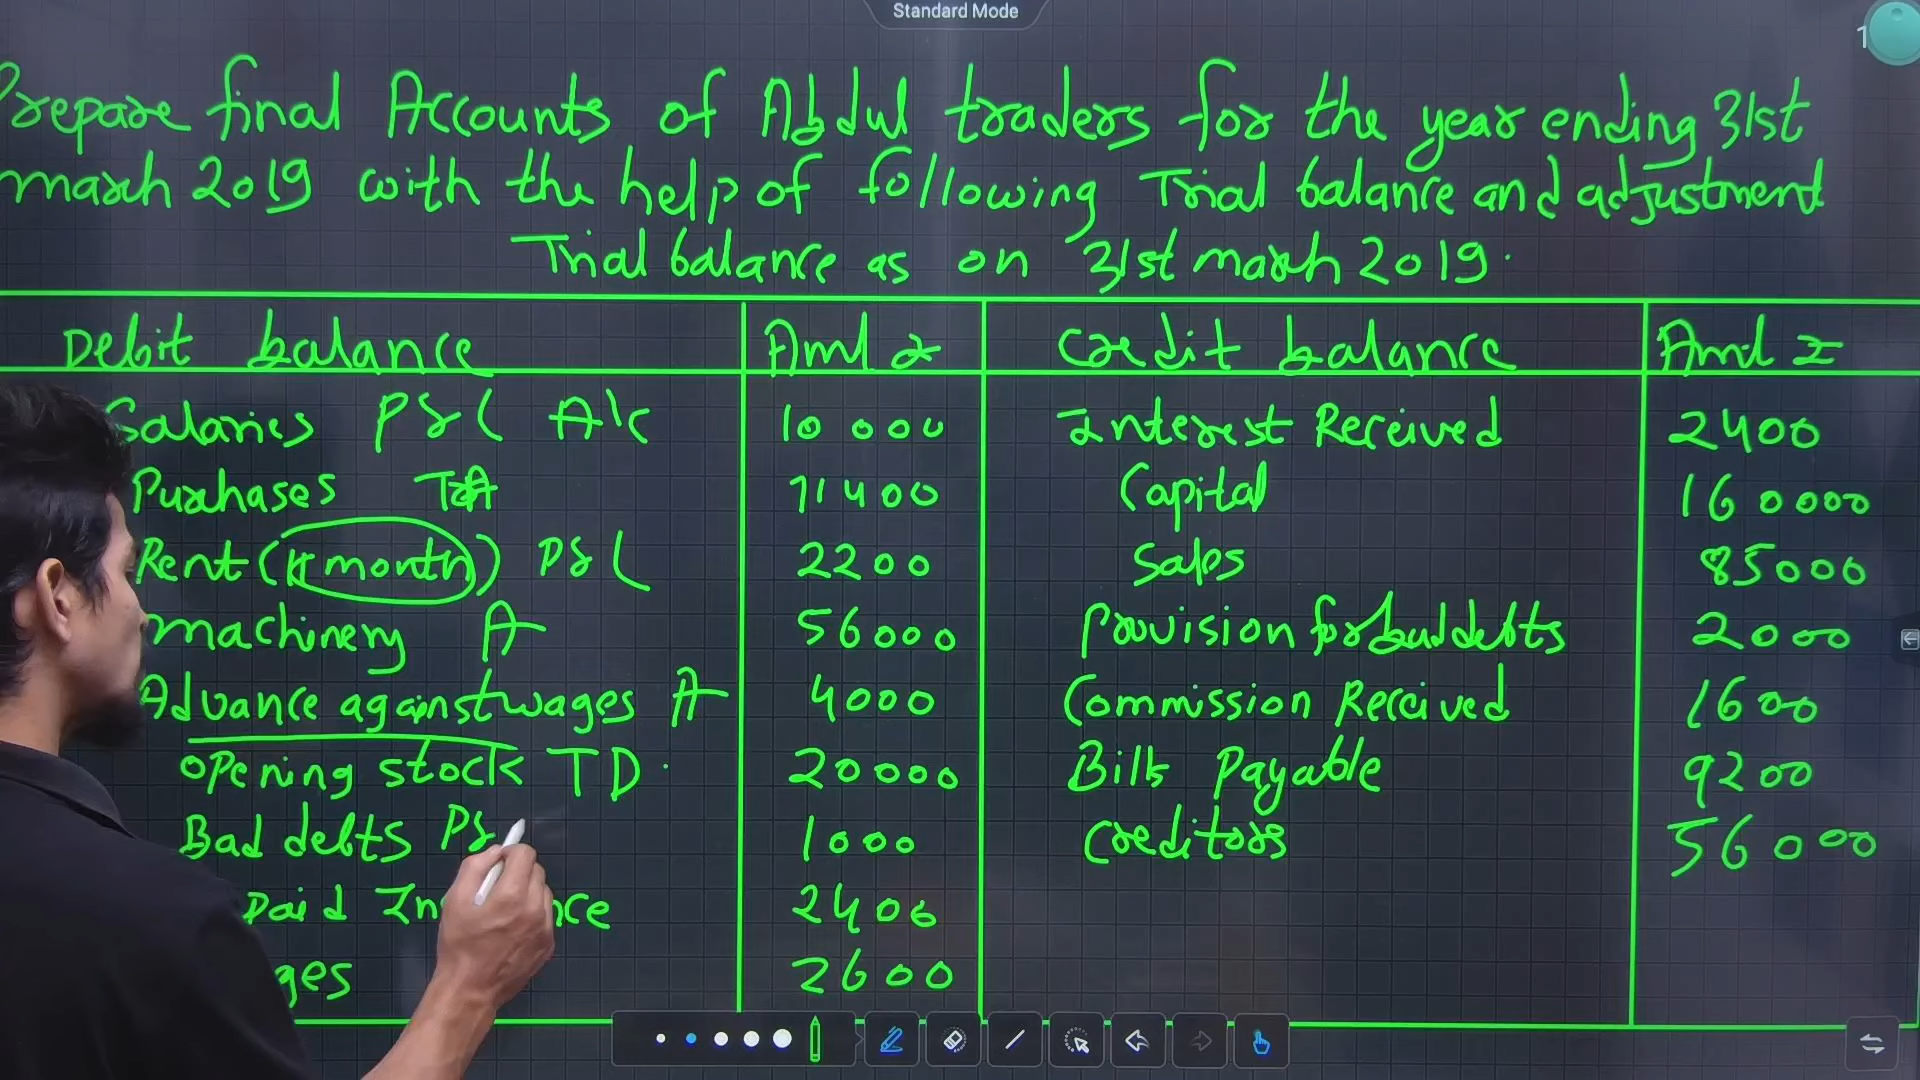 Standard Mode
1
Prepare final Accounts of Abdul traders for the year ending 31st
march 2019 with the help of following Trial balance and adjustment
Trial balance as on 31st march 2019.
Debit balance Amt ₹ Credit balance Amt ₹
Salaries P&L A/c 10000 Interest Received 2400
Purchases 71400 Capital 160000
Rent ( month) P&L 2200 Sales 85000
machinery A 56000 Provision for bad debts 2000
Advance against wages A 4000 Commission Received 1600
Opening stock TD. 20000 Bills Payable 9200
Bad debts P& 1000 Creditors 56000
paid 2400
ges 2600